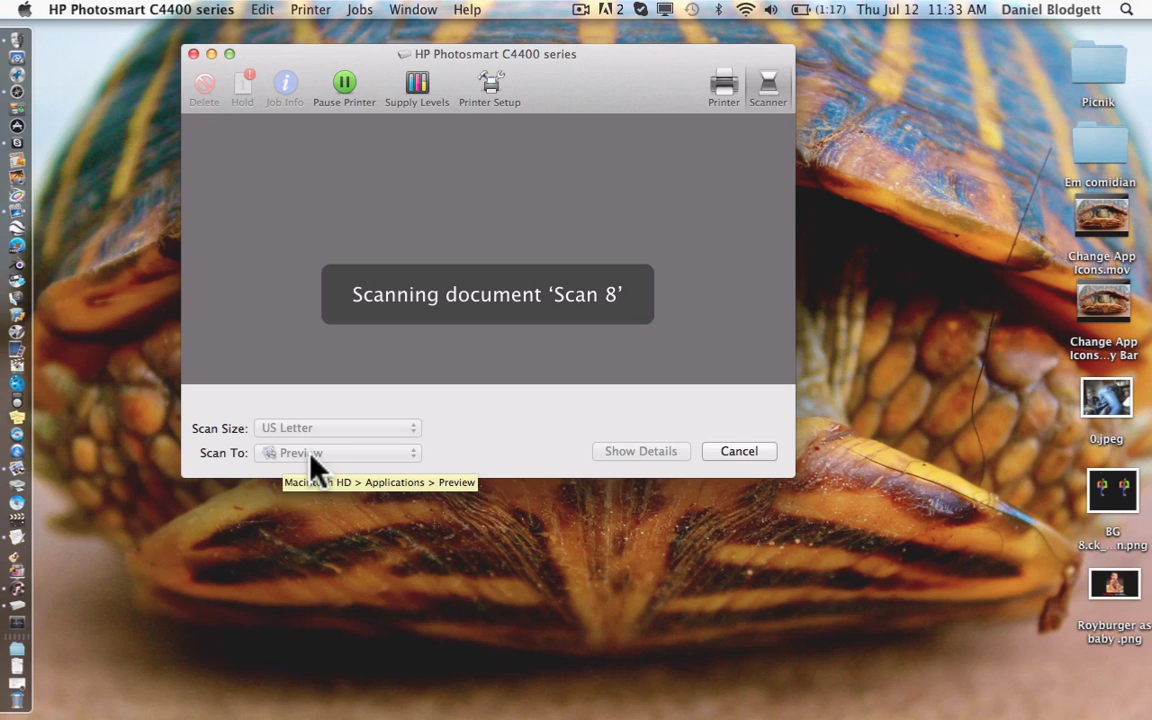 HP Photosmart C4400 series Edit Printer Jobs Window Help 2 (1:17) Thu Jul 12 11:33 AM Daniel Blodgett
HP Photosmart C4400 series
Delete Hold Job Info Pause Printer Supply Levels Printer Setup Printer Scanner
Scanning document ‘Scan 8’
Scan Size: US Letter
Scan To: Preview
Show Details Cancel
Macintosh HD > Applications > Preview
Picnik
Em comidian
Change App
Icons.mov
Change App
Icons...y Bar
0.jpeg
BG
8.ck_...n.png
Royburger as
baby .png